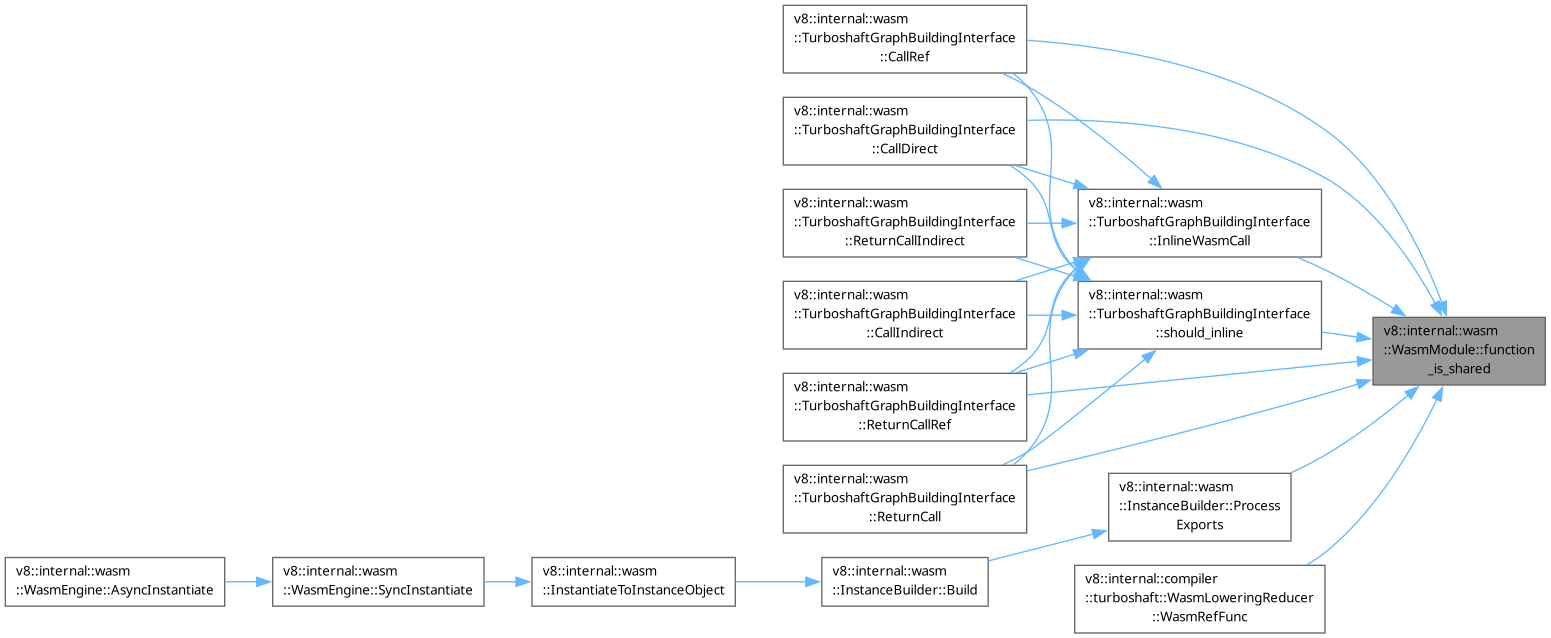 v8::internal::wasm
::TurboshaftGraphBuildingInterface
::CallRef
v8::internal::wasm
::TurboshaftGraphBuildingInterface
::CallDirect
v8::internal::wasm
::TurboshaftGraphBuildingInterface
::ReturnCallIndirect
v8::internal::wasm
::TurboshaftGraphBuildingInterface
::InlineWasmCall
v8::internal::wasm
::TurboshaftGraphBuildingInterface
::CallIndirect
v8::internal::wasm
::TurboshaftGraphBuildingInterface
::should_inline
v8::internal::wasm
::WasmModule::function
_is_shared
v8::internal::wasm
::TurboshaftGraphBuildingInterface
::ReturnCallRef
v8::internal::wasm
::TurboshaftGraphBuildingInterface
::ReturnCall
v8::internal::wasm
::InstanceBuilder::Process
Exports
v8::internal::wasm
::WasmEngine::AsyncInstantiate
v8::internal::wasm
::WasmEngine::SyncInstantiate
v8::internal::wasm
::InstantiateToInstanceObject
v8::internal::wasm
::InstanceBuilder::Build
v8::internal::compiler
::turboshaft::WasmLoweringReducer
::WasmRefFunc